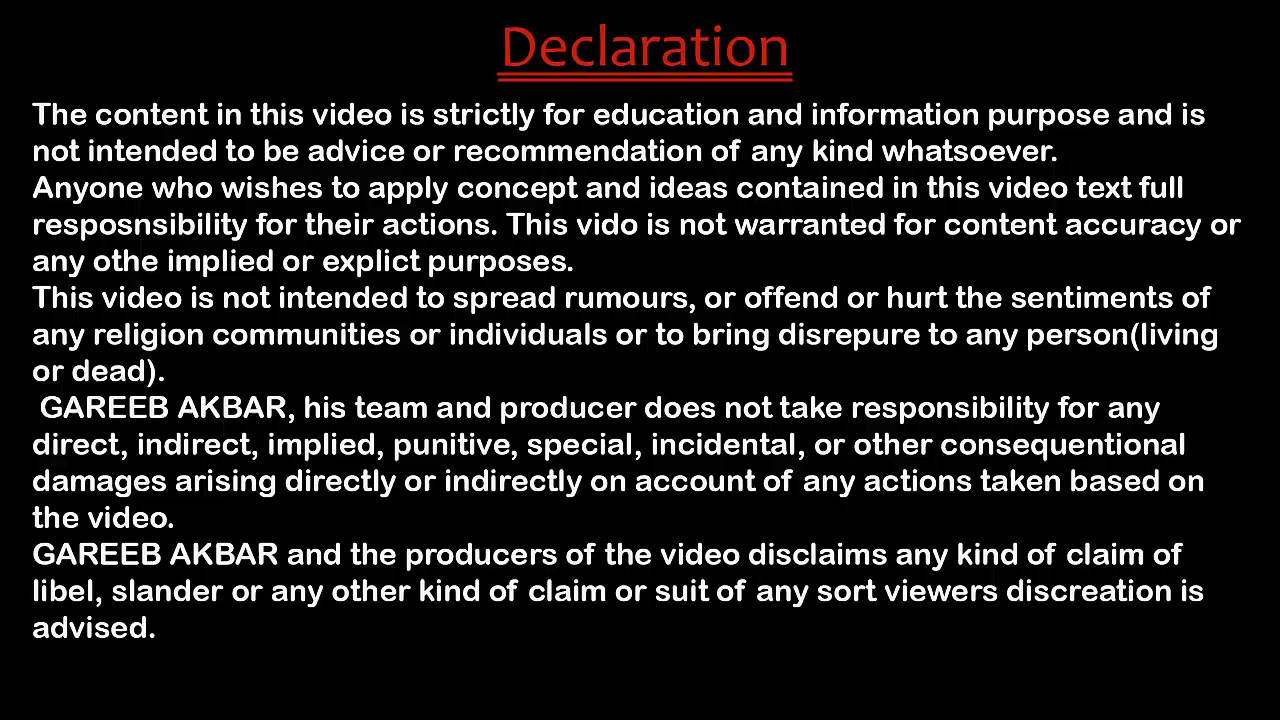 Declaration
The content in this video is strictly for education and information purpose and is
not intended to be advice or recommendation of any kind whatsoever.
Anyone who wishes to apply concept and ideas contained in this video text full
resposnsibility for their actions. This vido is not warranted for content accuracy or
any othe implied or explict purposes.
This video is not intended to spread rumours, or offend or hurt the sentiments of
any religion communities or individuals or to bring disrepure to any person(living
or dead).
GAREEB AKBAR, his team and producer does not take responsibility for any
direct, indirect, implied, punitive, special, incidental, or other consequentional
damages arising directly or indirectly on account of any actions taken based on
the video.
GAREEB AKBAR and the producers of the video disclaims any kind of claim of
libel, slander or any other kind of claim or suit of any sort viewers discreation is
advised.